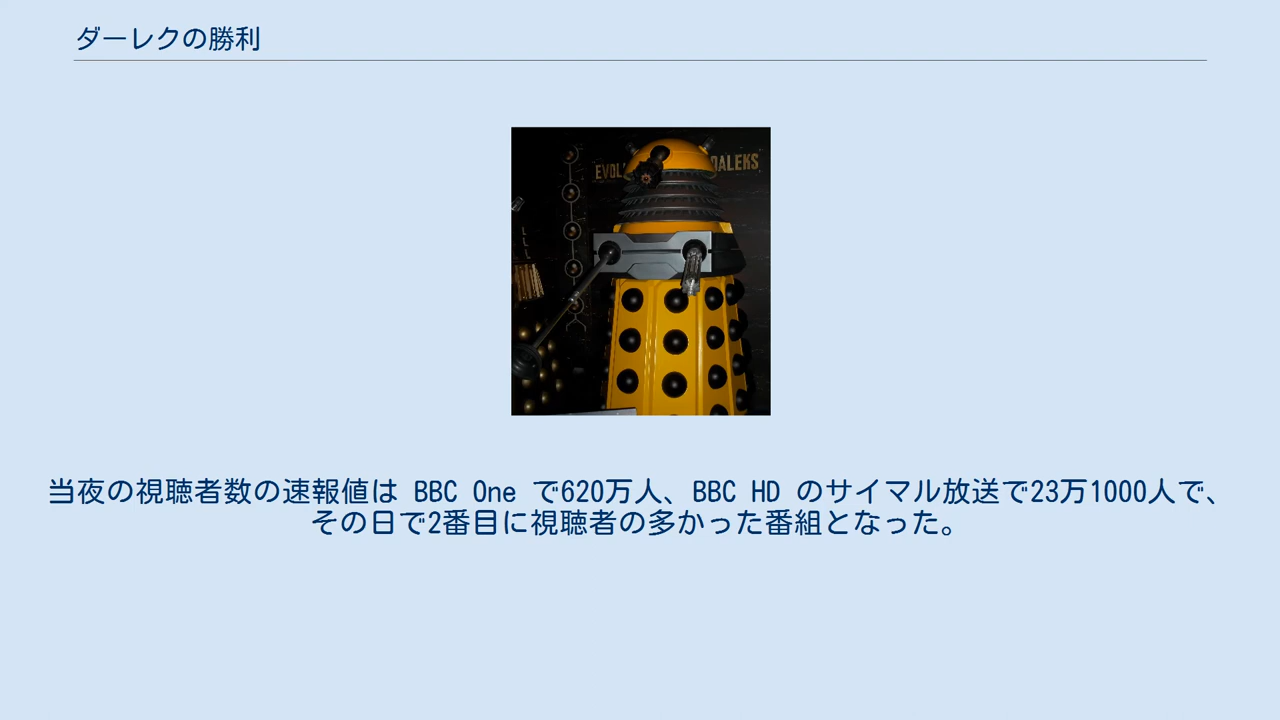 ダーレクの勝利
DALEKS
当夜の視聴者数の速報値は BBC One で620万人、BBC HD のサイマル放送で23万1000人で、
その日で2番目に視聴者の多かった番組となった。